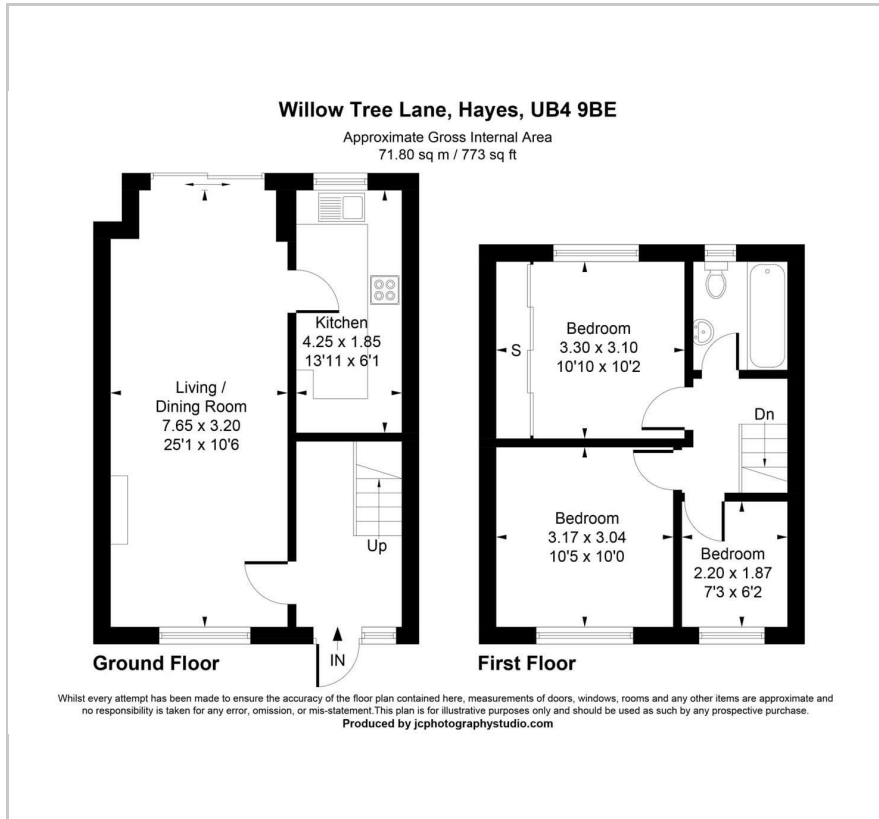 Willow Tree Lane, Hayes, UB4 9BE
Approximate Gross Internal Area
71.80 sq m / 773 sq ft
Kitchen
4.25 x 1.85
13'11 x 6'1
Living /
Dining Room
7.65 x 3.20
25'1 x 10'6
Up
IN
Ground Floor
S
Bedroom
3.30 x 3.10
10'10 x 10'2
Dn
Bedroom
3.17 x 3.04
10'5 x 10'0
Bedroom
2.20 x 1.87
7'3 x 6'2
First Floor
Whilst every attempt has been made to ensure the accuracy of the floor plan contained here, measurements of doors, windows, rooms and any other items are approximate and
no responsibility is taken for any error, omission, or mis-statement.This plan is for illustrative purposes only and should be used as such by any prospective purchase.
Produced by jcphotographystudio.com